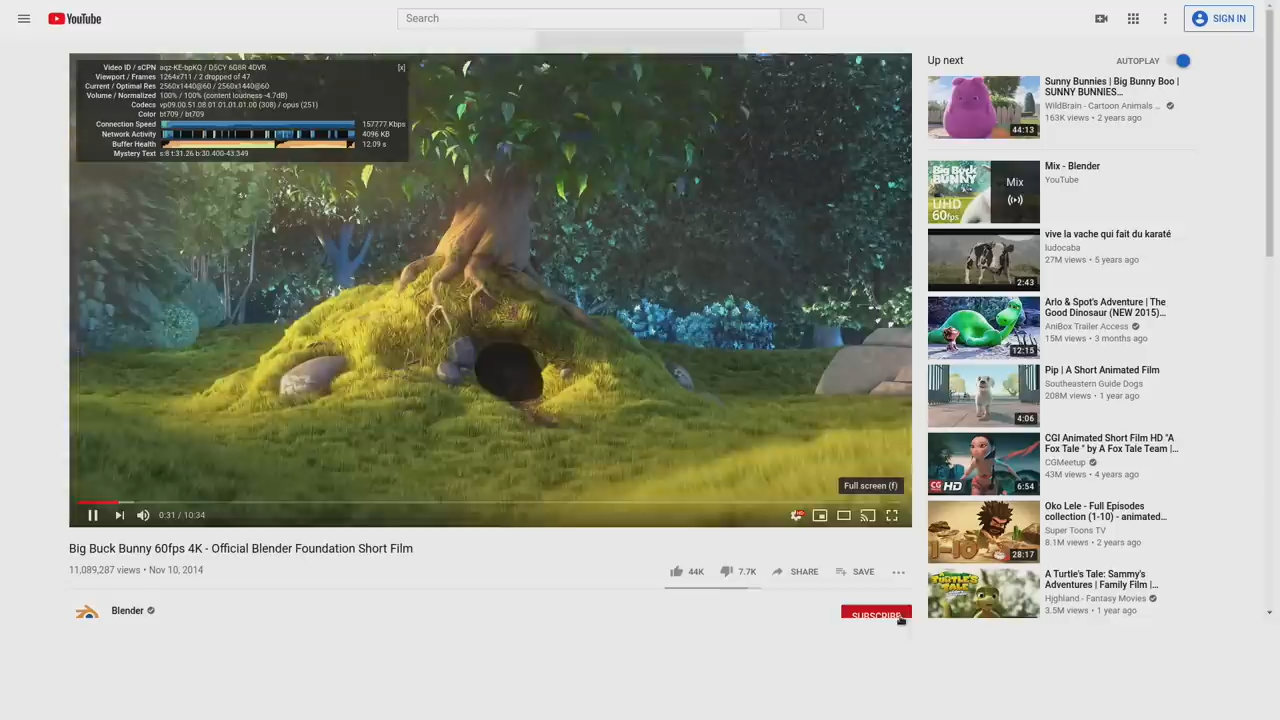 YouTube
Search
SIGN IN
Video ID / sCPN aqz-KE-bpKQ / D5CY 6G8R 4DVR [x]
Viewport / Frames 1264x711 / 2 dropped of 47
Current / Optimal Res 2560x1440@60 / 2560x1440@60
Volume / Normalized 100% / 100% (content loudness -4.7dB)
Codecs vp09.00.51.08.01.01.01.01.00 (308) / opus (251)
Color bt709 / bt709
Connection Speed 157777 Kbps
Network Activity 4096 KB
Buffer Health 12.09 s
Mystery Text s:8 t:31.26 b:30.400-43.349
Full screen (f)
0:31 / 10:34
HD
Big Buck Bunny 60fps 4K - Official Blender Foundation Short Film
11,089,287 views • Nov 10, 2014
44K
7.7K
SHARE
SAVE
Blender
SUBSCRIBE
Up next
AUTOPLAY
Sunny Bunnies | Big Bunny Boo |
SUNNY BUNNIES…
WildBrain - Cartoon Animals ...
163K views • 2 years ago
44:13
Mix - Blender
YouTube
Big Buck
BUNNY
UHD
60fps
Mix
vive la vache qui fait du karaté
ludocaba
27M views • 5 years ago
2:43
Arlo & Spot's Adventure | The
Good Dinosaur (NEW 2015)…
AniBox Trailer Access
15M views • 3 months ago
12:15
Pip | A Short Animated Film
Southeastern Guide Dogs
208M views • 1 year ago
4:06
CGI Animated Short Film HD "A
Fox Tale " by A Fox Tale Team |…
CGMeetup
43M views • 4 years ago
CG HD
6:54
Oko Lele - Full Episodes
collection (1-10) - animated…
Super Toons TV
8.1M views • 2 years ago
1-10
28:17
A Turtle's Tale: Sammy's
Adventures | Family Film |…
Hjghland - Fantasy Movies
3.5M views • 1 year ago
TURTLE'S
TALE